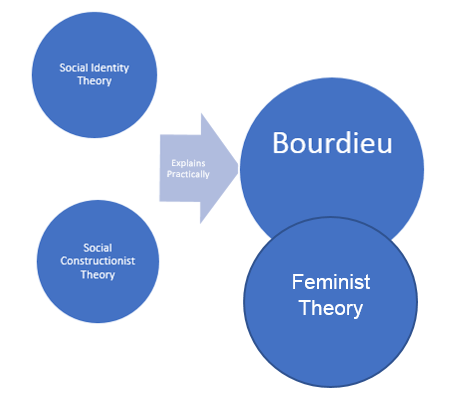 Social Identity
Theory
Social
Constructionist
Theory
Explains
Practically
Bourdieu
Feminist
Theory